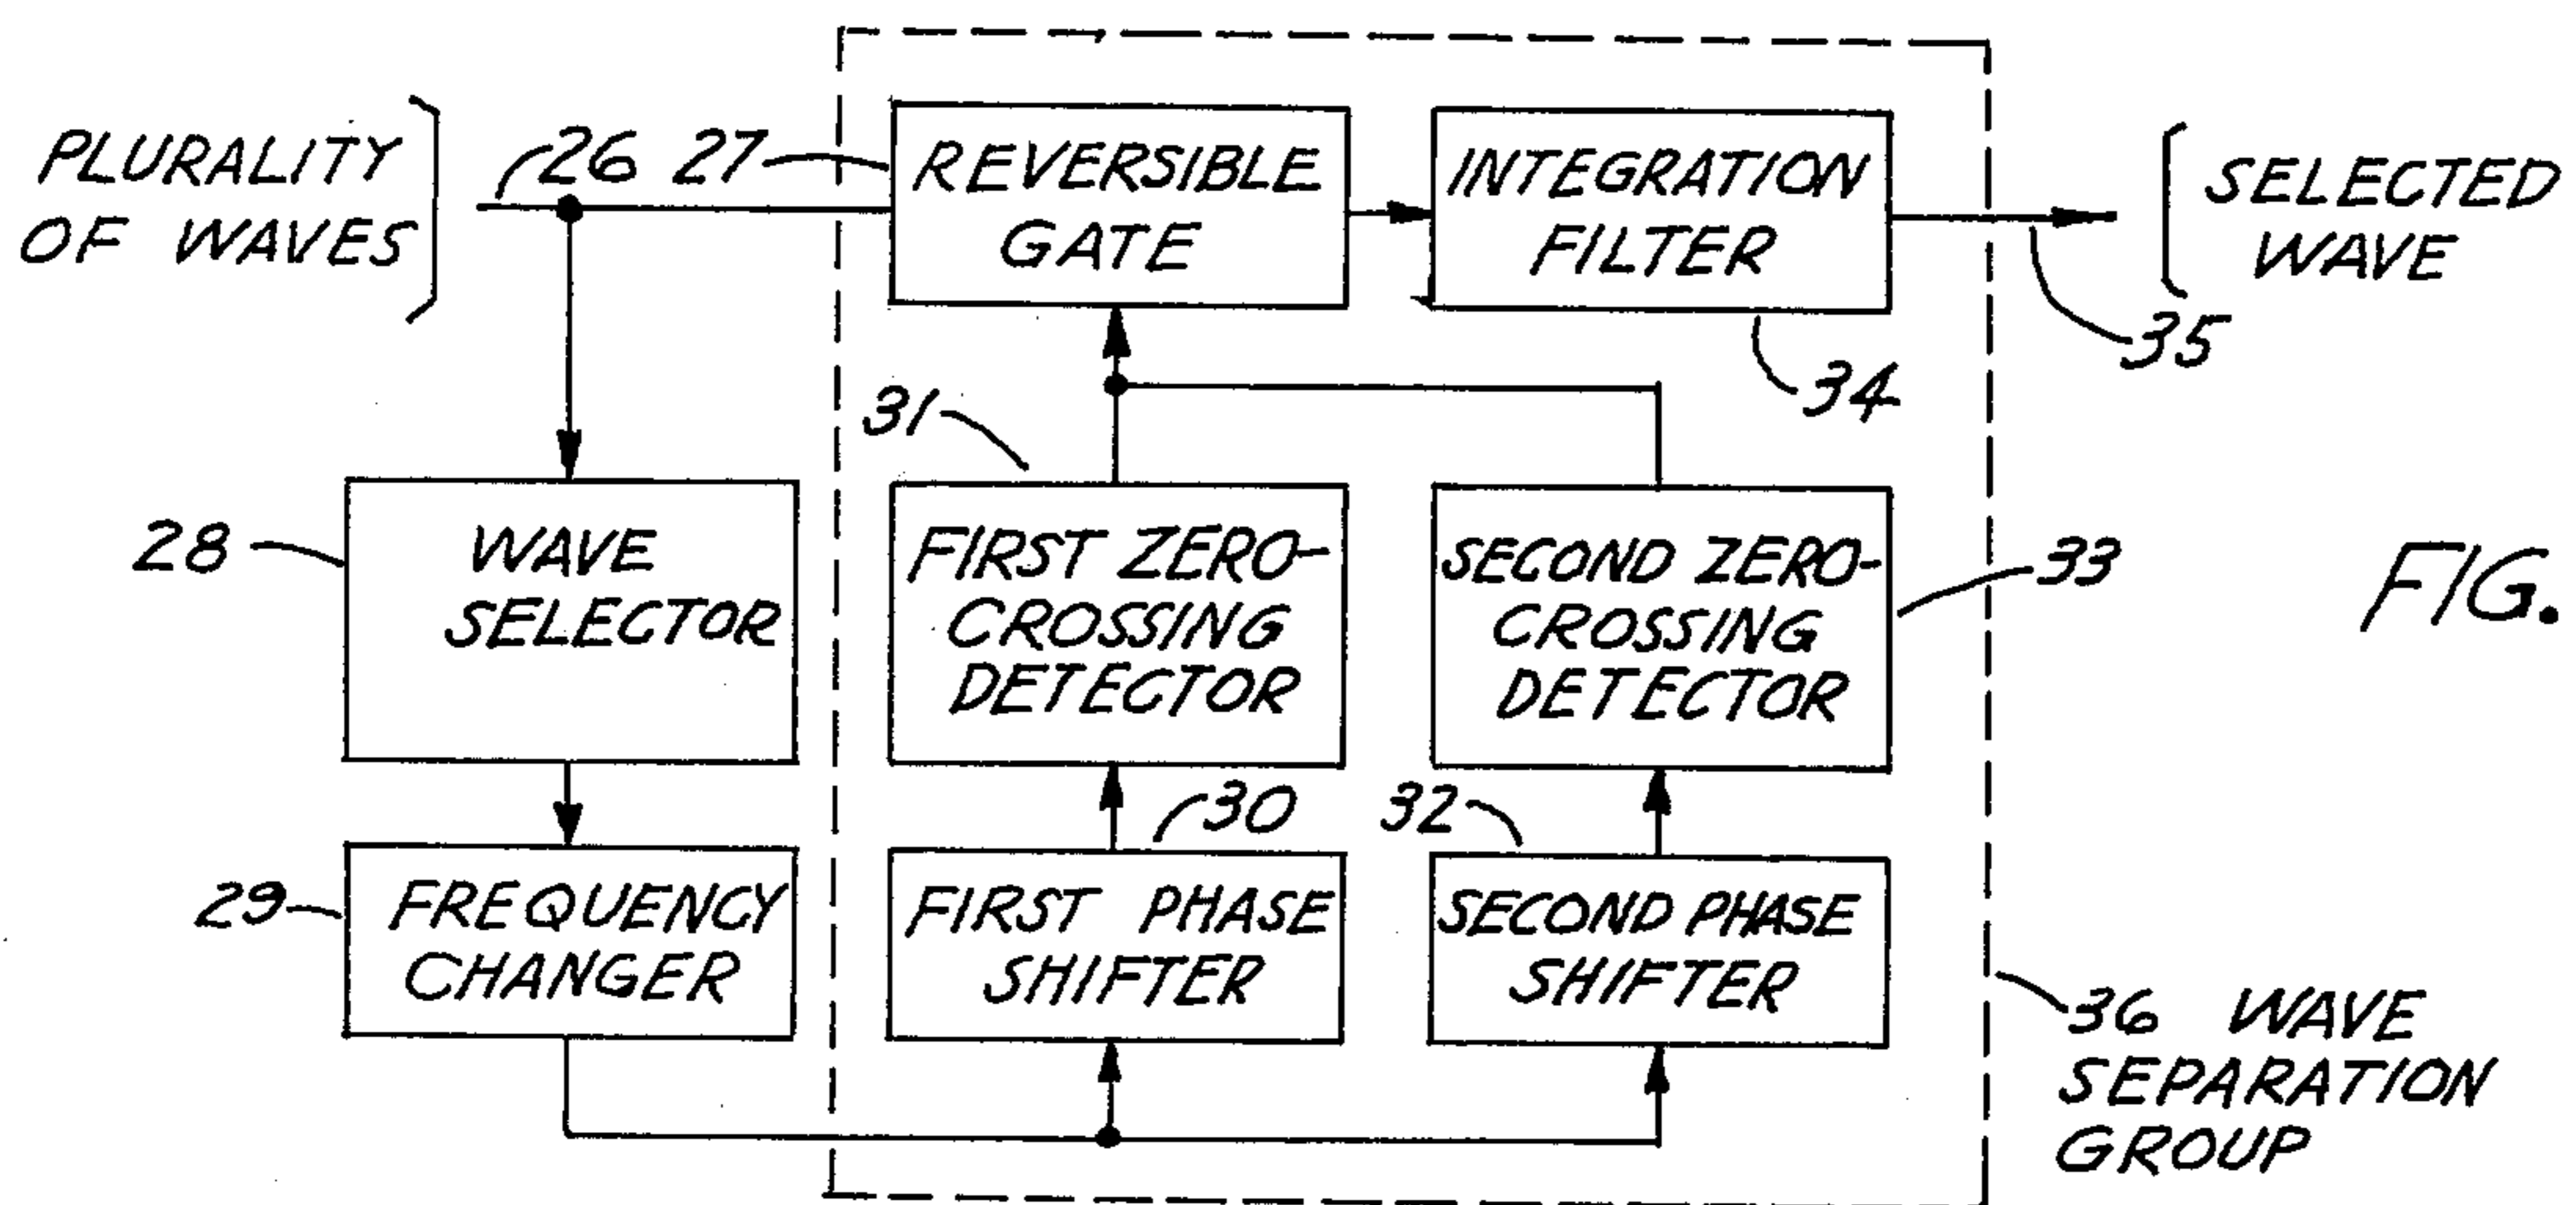 PLURALITY
OF WAVES
26
27
REVERSIBLE
GATE
INTEGRATION
FILTER
SELECTED
WAVE
35
34
31
28
WAVE
SELECTOR
FIRST ZERO-
CROSSING
DETECTOR
SECOND ZERO-
CROSSING
DETECTOR
33
FIG.
30
32
29
FREQUENCY
CHANGER
FIRST PHASE
SHIFTER
SECOND PHASE
SHIFTER
36 WAVE
SEPARATION
GROUP